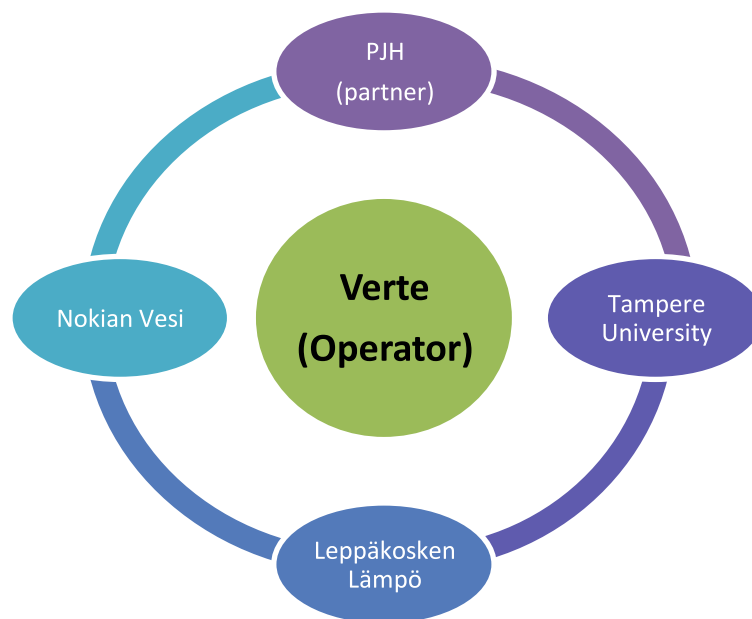 PJH
(partner)
Verte
(Operator)
Nokian Vesi
Tampere
University
Leppäkosken
Lämpö